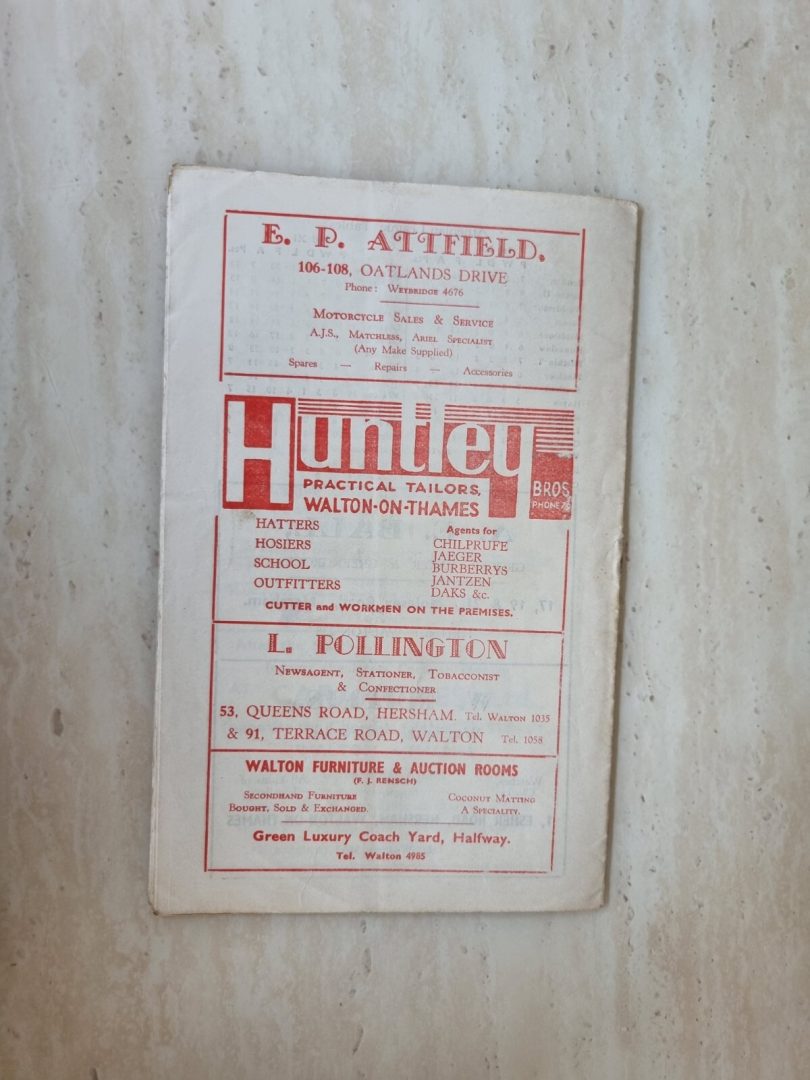 E. P. ATTFIELD.
106-108, OATLANDS DRIVE
Phone: WEYBRIDGE 4676
MOTORCYCLE SALES & SERVICE
A.J.S., MATCHLESS, ARIEL SPECIALIST
(Any Make Supplied)
Spares — Repairs — Accessories
Huntley
BROS
PRACTICAL TAILORS,
WALTON-ON-THAMES
PHONE
HATTERS
HOSIERS
SCHOOL
OUTFITTERS
Agents for
CHILPRUFE
JAEGER
BURBERRYS
JANTZEN
DAKS &c.
CUTTER and WORKMEN ON THE PREMISES.
L. POLLINGTON
NEWSAGENT, STATIONER, TOBACCONIST
& CONFECTIONER
53, QUEENS ROAD, HERSHAM. Tel. WALTON 1035
& 91, TERRACE ROAD, WALTON Tel. 1058
WALTON FURNITURE & AUCTION ROOMS
(F. J. RENSCH)
SECONDHAND FURNITURE
BOUGHT, SOLD & EXCHANGED.
COCONUT MATTING
A SPECIALITY.
Green Luxury Coach Yard, Halfway.
Tel. Walton 4985